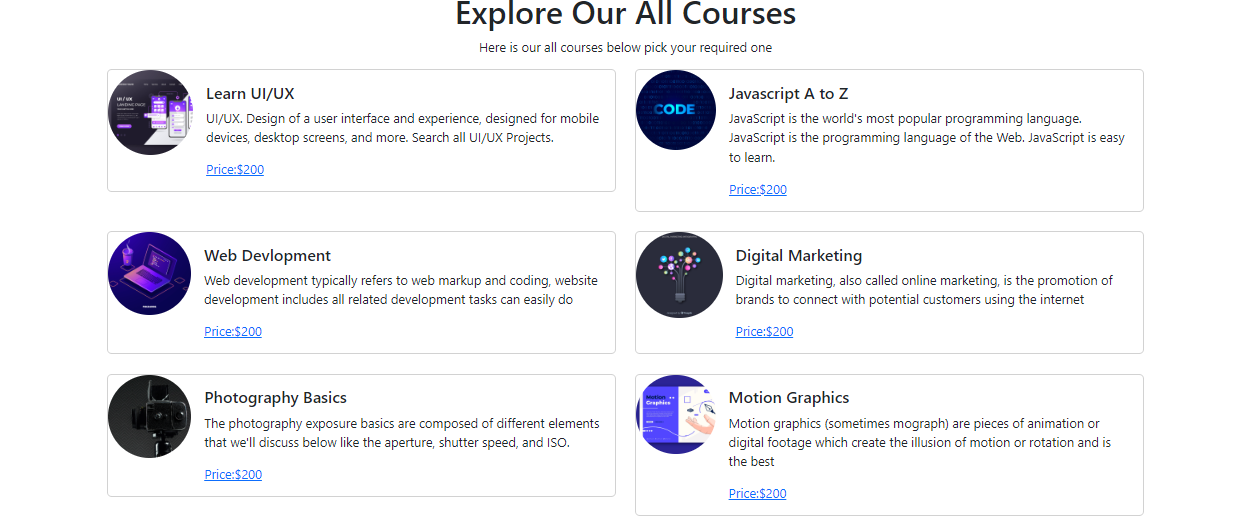 Explore Our All Courses
Here is our all courses below pick your required one
Learn UI/UX
UI/UX. Design of a user interface and experience, designed for mobile
devices, desktop screens, and more. Search all UI/UX Projects.
Price:$200
Javascript A to Z
JavaScript is the world's most popular programming language.
JavaScript is the programming language of the Web. JavaScript is easy
to learn.
Price:$200
CODE
Web Devlopment
Web development typically refers to web markup and coding, website
development includes all related development tasks can easily do
Price:$200
Digital Marketing
Digital marketing, also called online marketing, is the promotion of
brands to connect with potential customers using the internet
Price:$200
Photography Basics
The photography exposure basics are composed of different elements
that we'll discuss below like the aperture, shutter speed, and ISO.
Price:$200
Motion
Graphics
Motion Graphics
Motion graphics (sometimes mograph) are pieces of animation or
digital footage which create the illusion of motion or rotation and is
the best
Price:$200